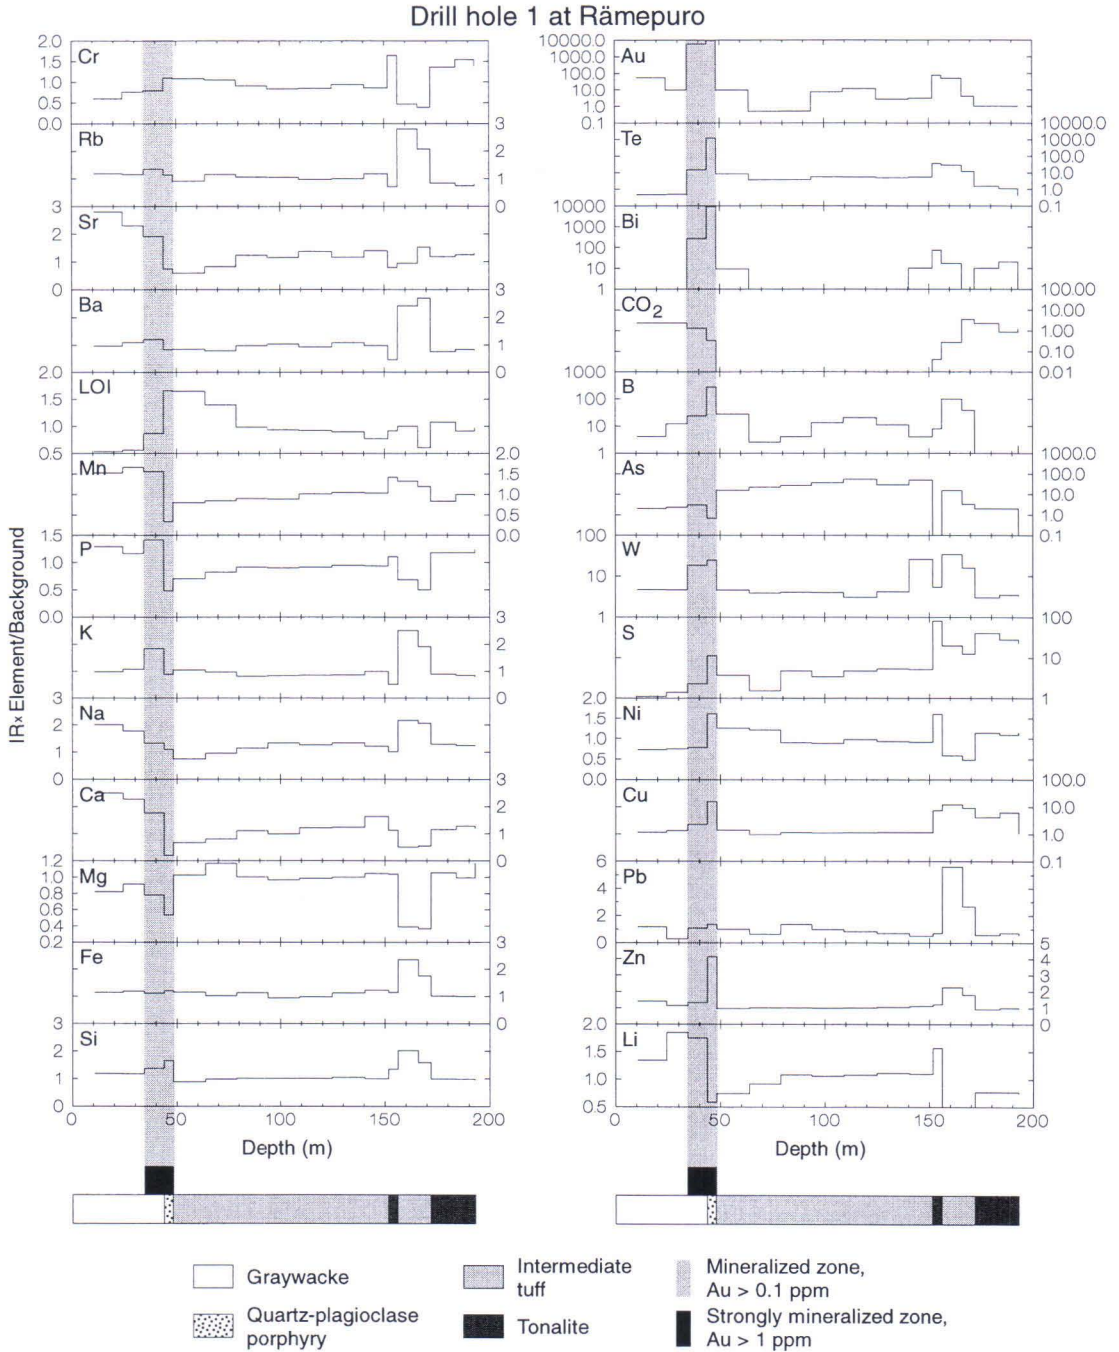 Drill hole 1 at Rämepuro
IR× Element/Background
2.0
1.5
1.0
0.5
0.0
Cr
3
2
1
0
Rb
3
2
1
0
Sr
3
2
1
0
Ba
2.0
1.5
1.0
0.5
LOI
2.0
1.5
1.0
0.5
0.0
Mn
1.5
1.0
0.5
0.0
P
3
2
1
0
K
3
2
1
0
Na
3
2
1
0
Ca
1.2
1.0
0.8
0.6
0.4
0.2
Mg
3
2
1
0
Fe
3
2
1
0
Si
0 50 100 150 200
Depth (m)
10000.0
1000.0
100.0
10.0
1.0
0.1
Au
10000.0
1000.0
100.0
10.0
1.0
0.1
Te
10000
1000
100
10
1
Bi
100.00
10.00
1.00
0.10
0.01
CO2
1000
100
10
1
B
1000.0
100.0
10.0
1.0
0.1
As
100
10
1
W
100
10
1
S
2.0
1.5
1.0
0.5
0.0
Ni
100.0
10.0
1.0
0.1
Cu
6
4
2
0
Pb
5
4
3
2
1
0
Zn
2.0
1.5
1.0
0.5
Li
0 50 100 150 200
Depth (m)
Graywacke
Quartz-plagioclase
porphyry
Intermediate
tuff
Tonalite
Mineralized zone,
Au > 0.1 ppm
Strongly mineralized zone,
Au > 1 ppm